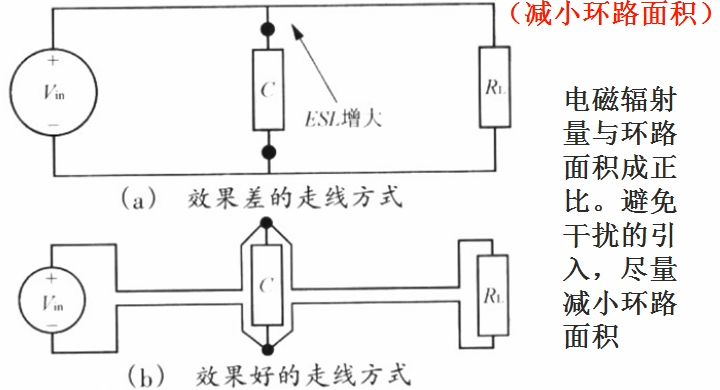 （减小环路面积）
+
Vin
−
C
RL
ESL增大
(a) 效果差的走线方式
电磁辐射
量与环路
面积成正
比。避免
干扰的引
入，尽量
减小环路
面积
+
Vin
−
C
RL
(b) 效果好的走线方式